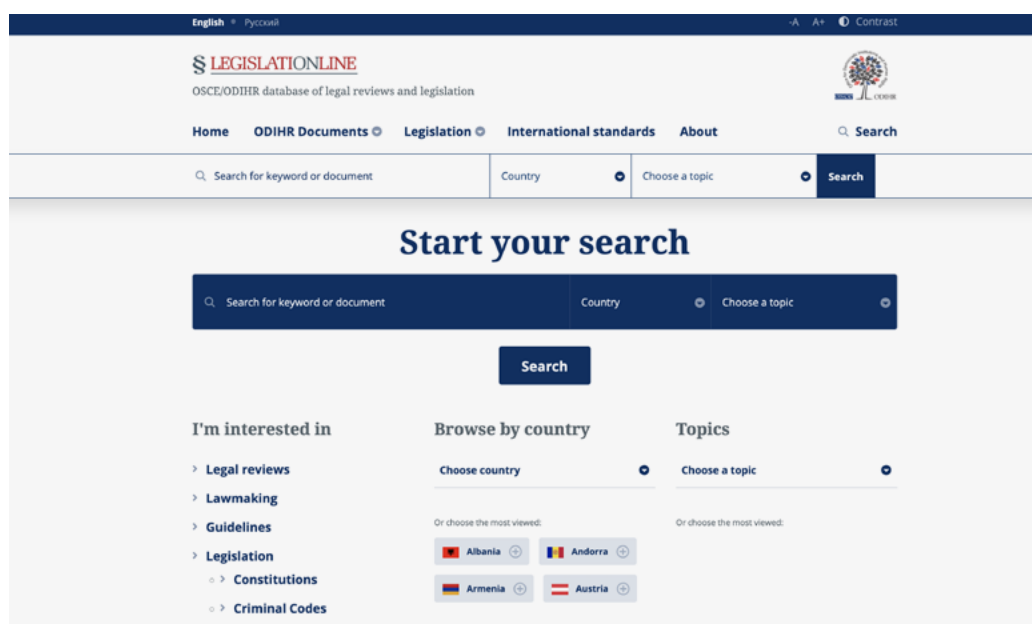 English • Русский
-A A+ Contrast
§ LEGISLATIONLINE
OSCE/ODIHR database of legal reviews and legislation
ODIHR
Home ODIHR Documents Legislation International standards About Search
Search for keyword or document Country Choose a topic Search
Start your search
Search for keyword or document Country Choose a topic
Search
I'm interested in Browse by country Topics
> Legal reviews Choose country Choose a topic
> Lawmaking
> Guidelines Or choose the most viewed: Or choose the most viewed:
> Legislation Albania Andorra
> Constitutions Armenia Austria
> Criminal Codes